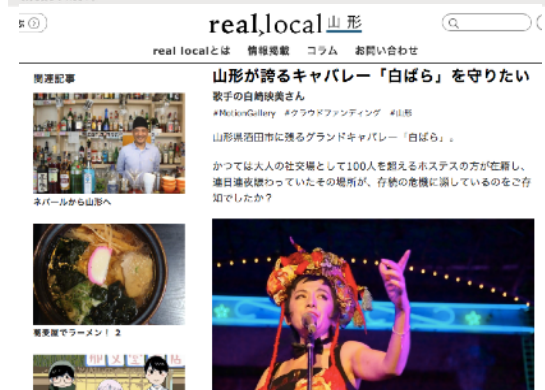 real local 山形
real localとは 情報掲載 コラム お問い合わせ
関連記事
ネパールから山形へ
蕎麦屋でラーメン！ 2
山形が誇るキャバレー「白ばら」を守りたい
歌手の白崎映美さん
#MotionGallery #クラウドファンディング #山形
山形県酒田市に残るグランドキャバレー「白ばら」。
かつては大人の社交場として100人を超えるホステスの方が在籍し、
連日連夜賑わっていたその場所が、存続の危機に瀕しているのをご存
知でしたか？